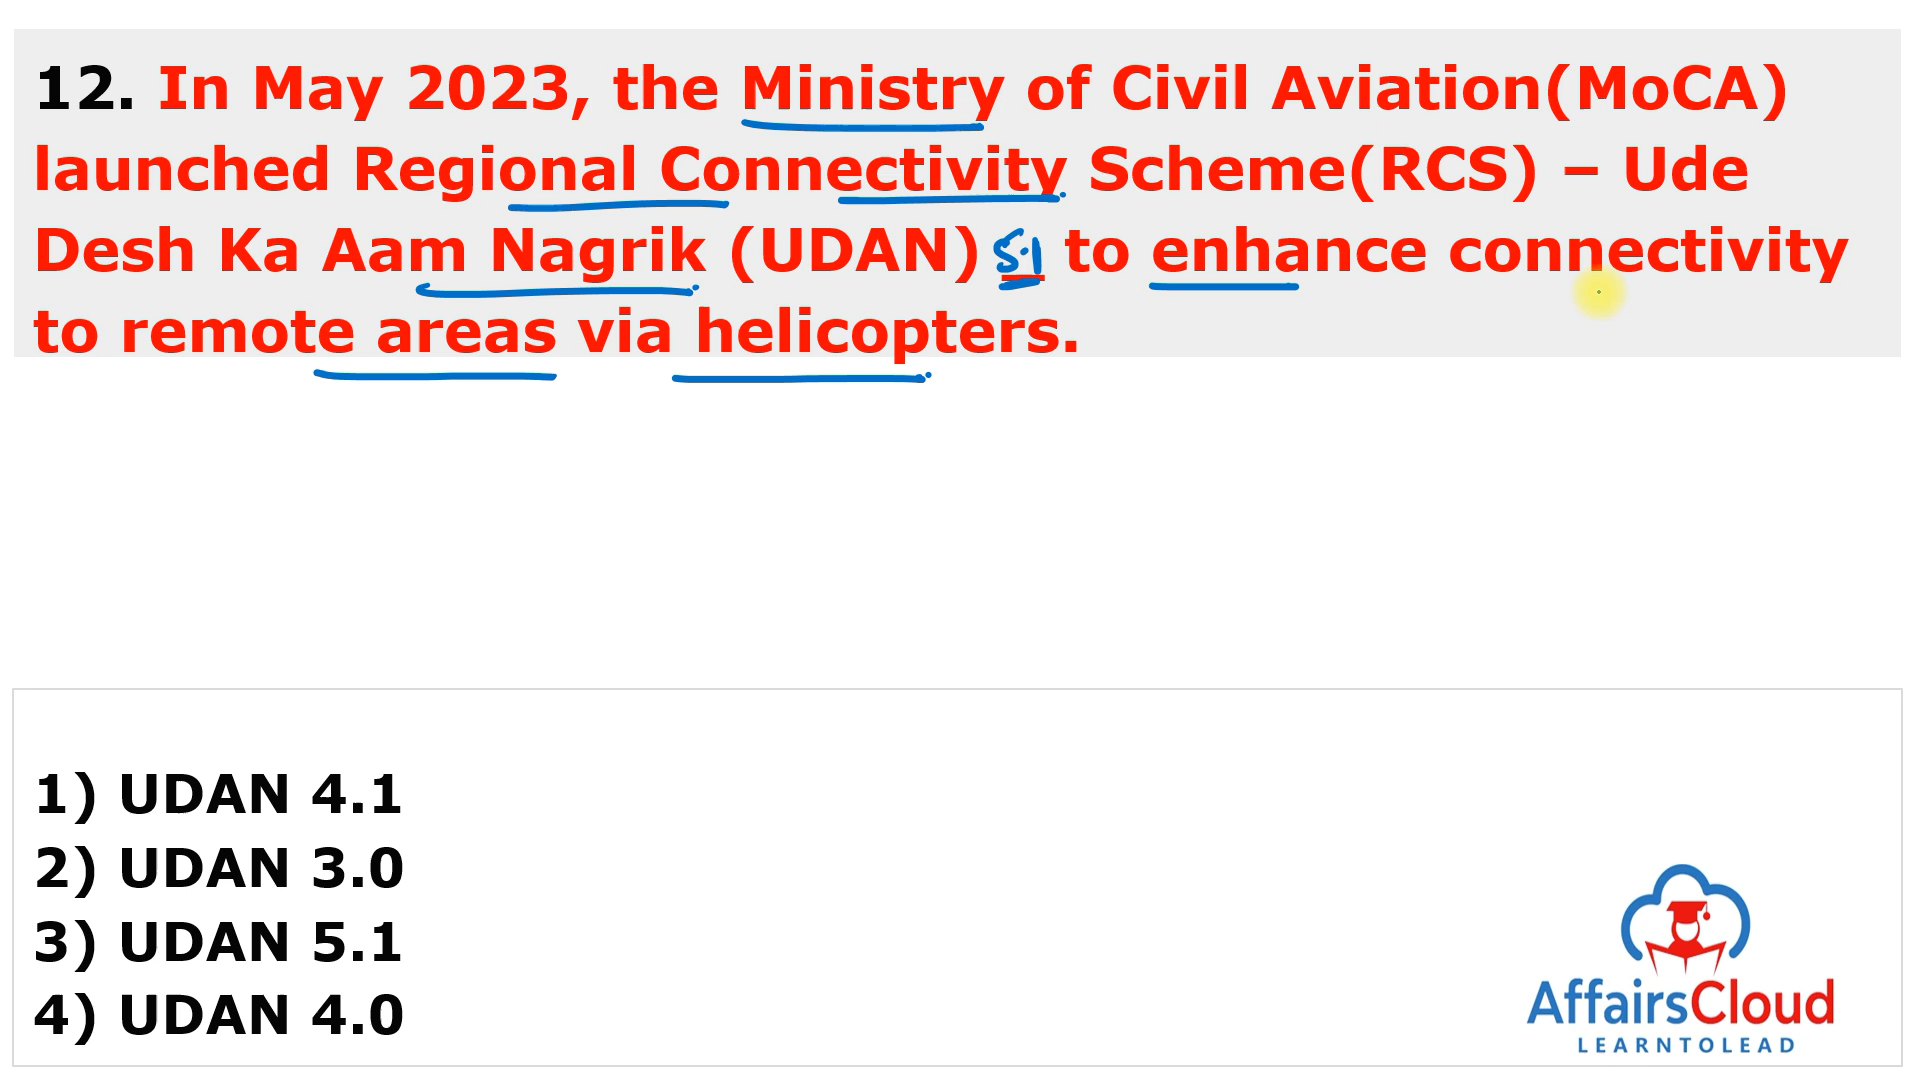 12. In May 2023, the Ministry of Civil Aviation(MoCA)
launched Regional Connectivity Scheme(RCS) – Ude
Desh Ka Aam Nagrik (UDAN) 5.1 to enhance connectivity
to remote areas via helicopters.
1) UDAN 4.1
2) UDAN 3.0
3) UDAN 5.1
4) UDAN 4.0
AffairsCloud
LEARNTOLEAD